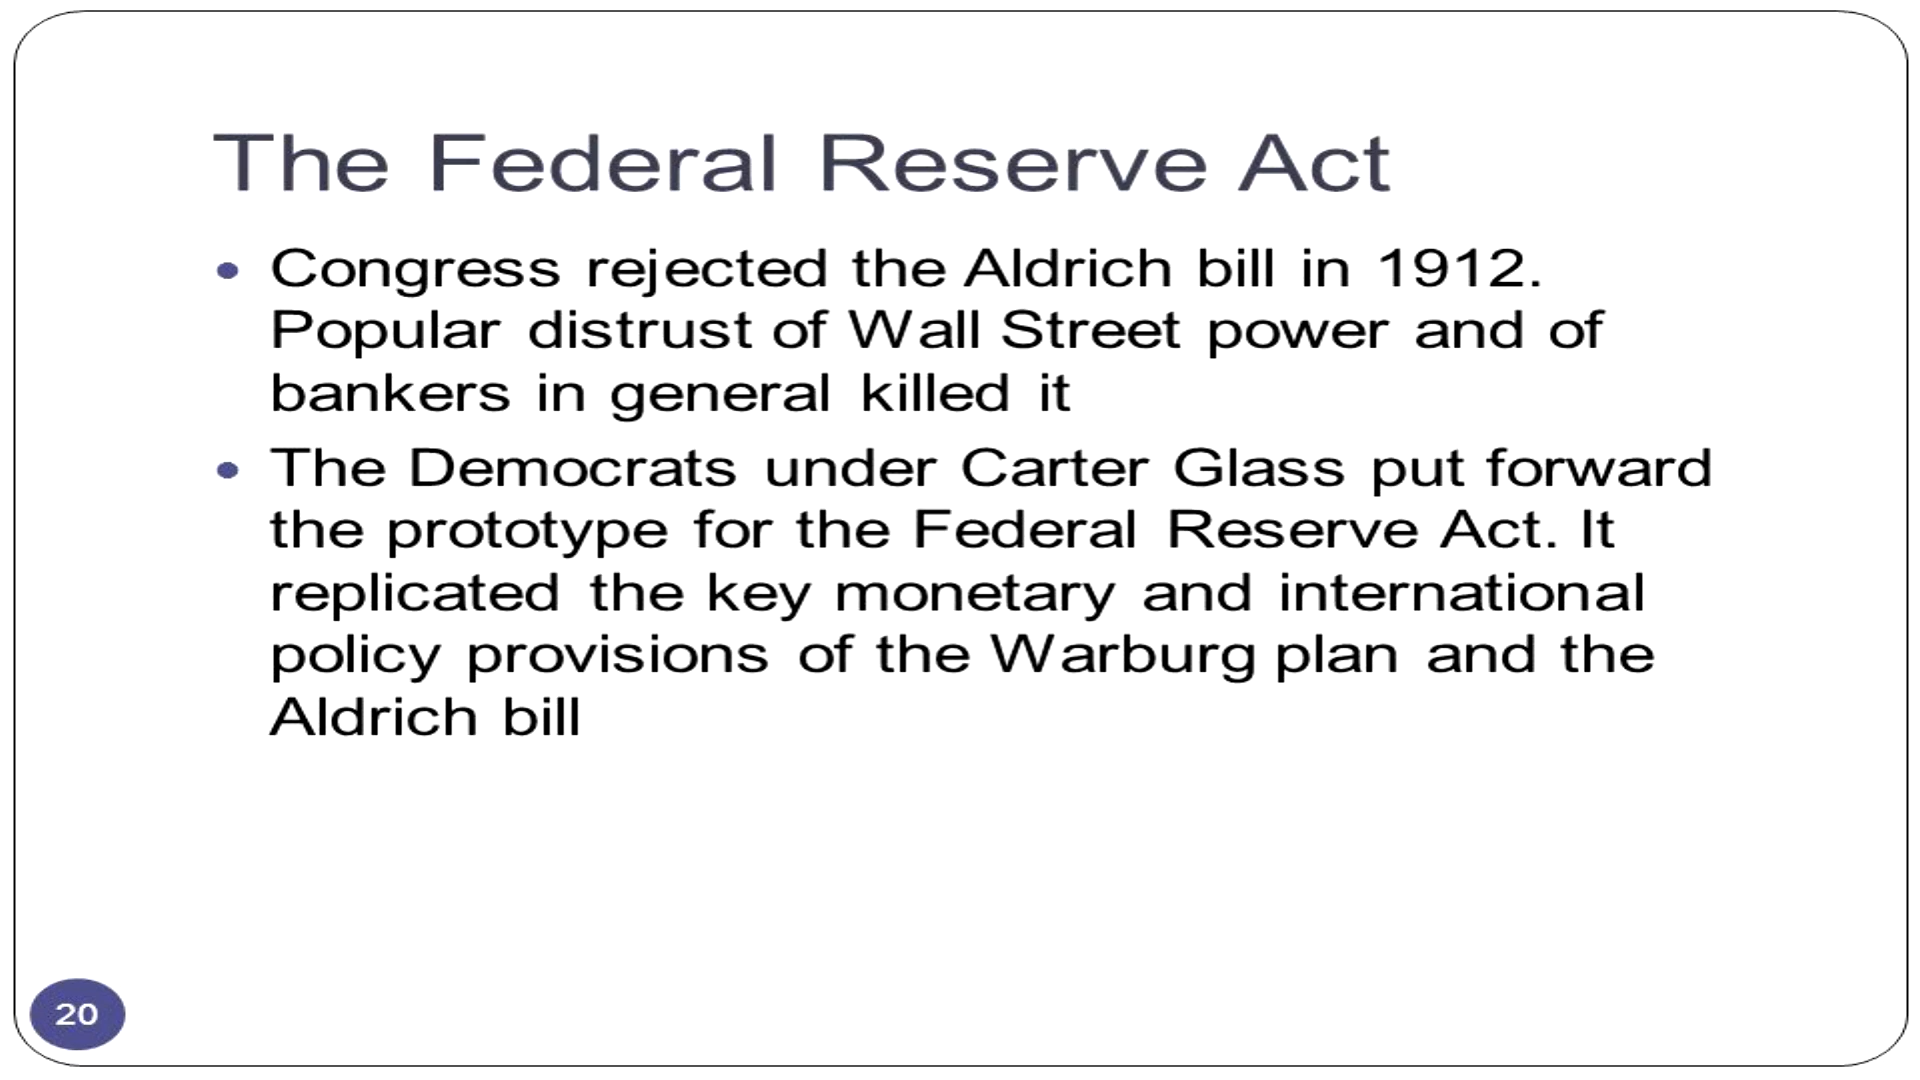 The Federal Reserve Act
• Congress rejected the Aldrich bill in 1912.
Popular distrust of Wall Street power and of
bankers in general killed it
• The Democrats under Carter Glass put forward
the prototype for the Federal Reserve Act. It
replicated the key monetary and international
policy provisions of the Warburg plan and the
Aldrich bill
20